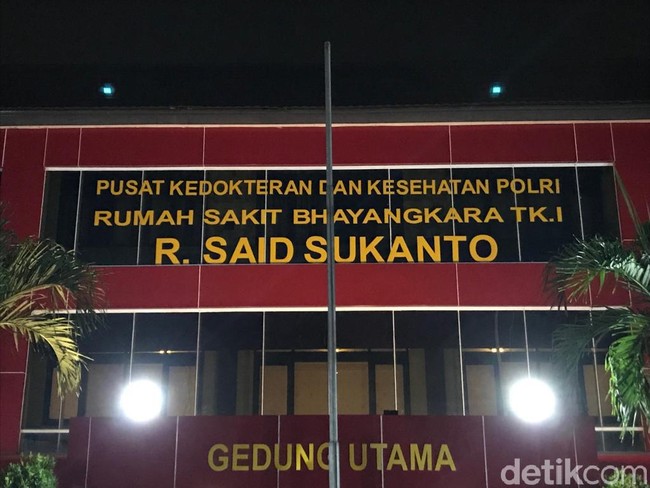 PUSAT KEDOKTERAN DAN KESEHATAN POLRI
RUMAH SAKIT BHAYANGKARA TK.I
R. SAID SUKANTO
GEDUNG UTAMA
detikcom